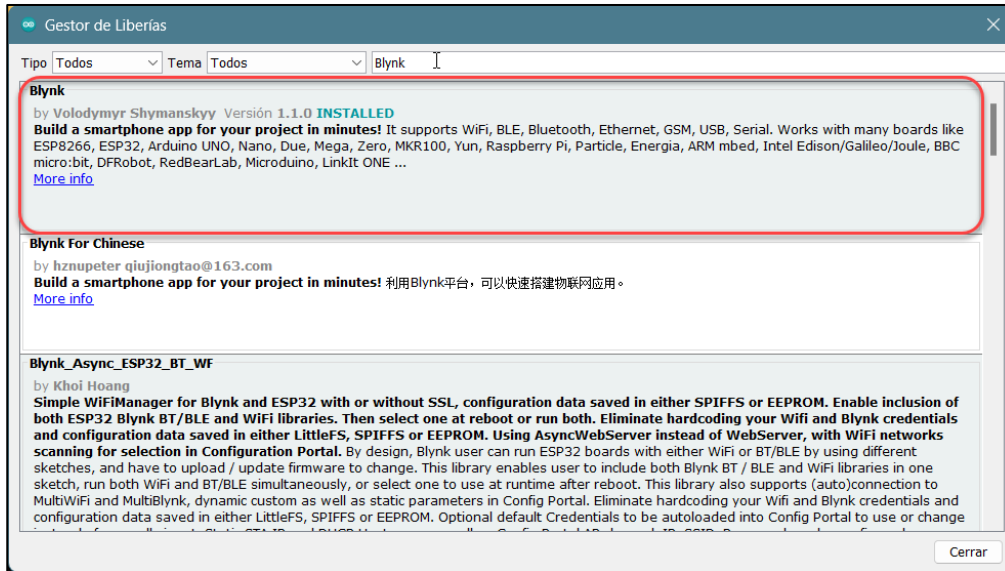 Gestor de Liberías
Tipo Todos Tema Todos Blynk
Blynk
by Volodymyr Shymanskyy Versión 1.1.0 INSTALLED
Build a smartphone app for your project in minutes! It supports WiFi, BLE, Bluetooth, Ethernet, GSM, USB, Serial. Works with many boards like
ESP8266, ESP32, Arduino UNO, Nano, Due, Mega, Zero, MKR100, Yun, Raspberry Pi, Particle, Energia, ARM mbed, Intel Edison/Galileo/Joule, BBC
micro:bit, DFRobot, RedBearLab, Microduino, LinkIt ONE ...
More info
Blynk For Chinese
by hznupeter qiujiongtao@163.com
Build a smartphone app for your project in minutes! 利用Blynk平台，可以快速搭建物联网应用。
More info
Blynk_Async_ESP32_BT_WF
by Khoi Hoang
Simple WiFiManager for Blynk and ESP32 with or without SSL, configuration data saved in either SPIFFS or EEPROM. Enable inclusion of
both ESP32 Blynk BT/BLE and WiFi libraries. Then select one at reboot or run both. Eliminate hardcoding your Wifi and Blynk credentials
and configuration data saved in either LittleFS, SPIFFS or EEPROM. Using AsyncWebServer instead of WebServer, with WiFi networks
scanning for selection in Configuration Portal. By design, Blynk user can run ESP32 boards with either WiFi or BT/BLE by using different
sketches, and have to upload / update firmware to change. This library enables user to include both Blynk BT / BLE and WiFi libraries in one
sketch, run both WiFi and BT/BLE simultaneously, or select one to use at runtime after reboot. This library also supports (auto)connection to
MultiWiFi and MultiBlynk, dynamic custom as well as static parameters in Config Portal. Eliminate hardcoding your Wifi and Blynk credentials and
configuration data saved in either LittleFS, SPIFFS or EEPROM. Optional default Credentials to be autoloaded into Config Portal to use or change
Cerrar